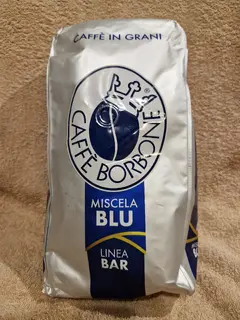 CAFFÈ IN GRANI
CAFFÈ BORBONE
MISCELA
BLU
LINEA
BAR